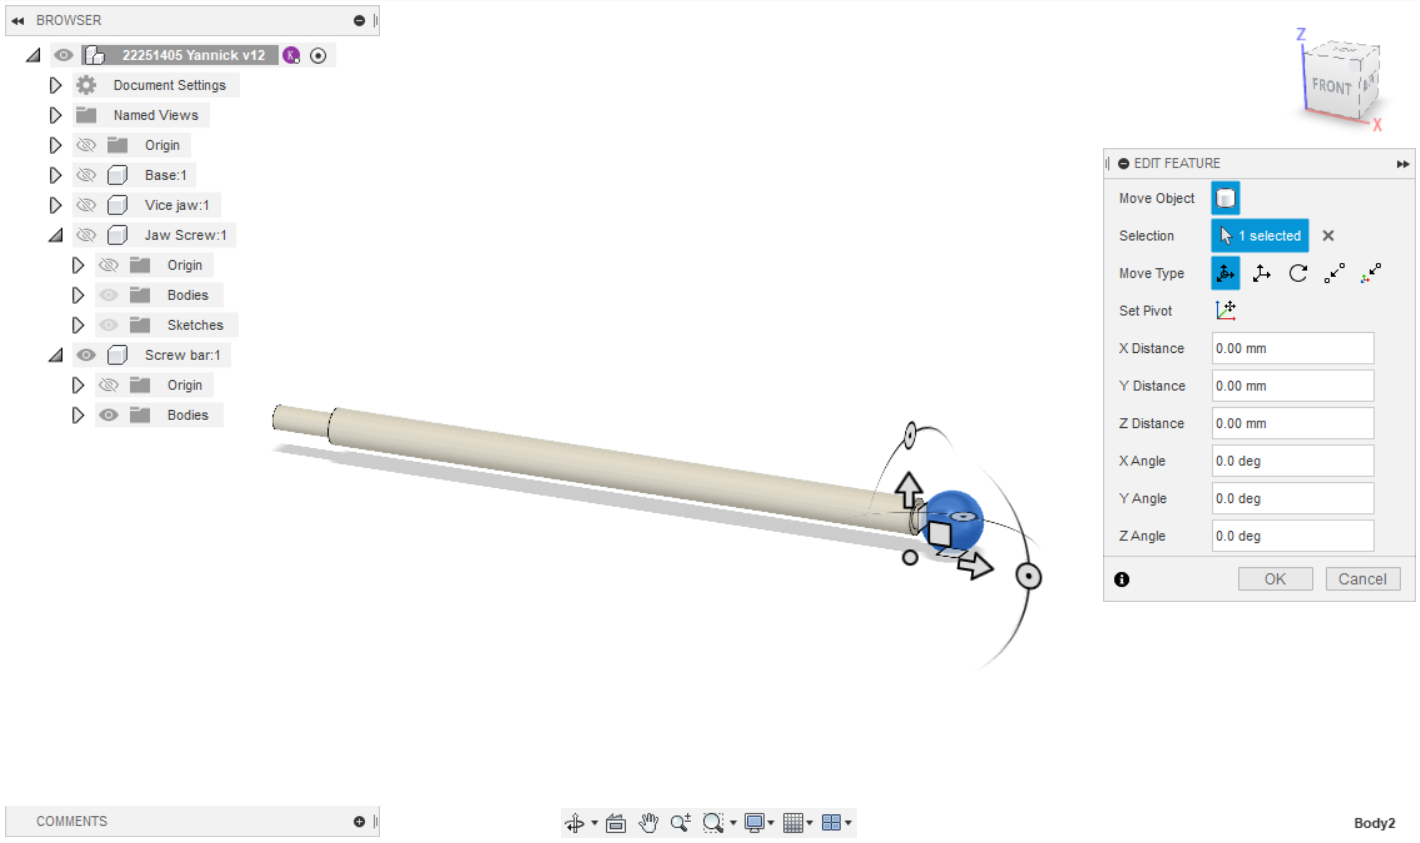 BROWSER
22251405 Yannick v12
K
Document Settings
Named Views
Origin
Base:1
Vice jaw:1
Jaw Screw:1
Origin
Bodies
Sketches
Screw bar:1
Origin
Bodies
Z
FRONT
X
EDIT FEATURE
Move Object
Selection
1 selected
Move Type
Set Pivot
X Distance
0.00 mm
Y Distance
0.00 mm
Z Distance
0.00 mm
X Angle
0.0 deg
Y Angle
0.0 deg
Z Angle
0.0 deg
OK
Cancel
COMMENTS
Body2